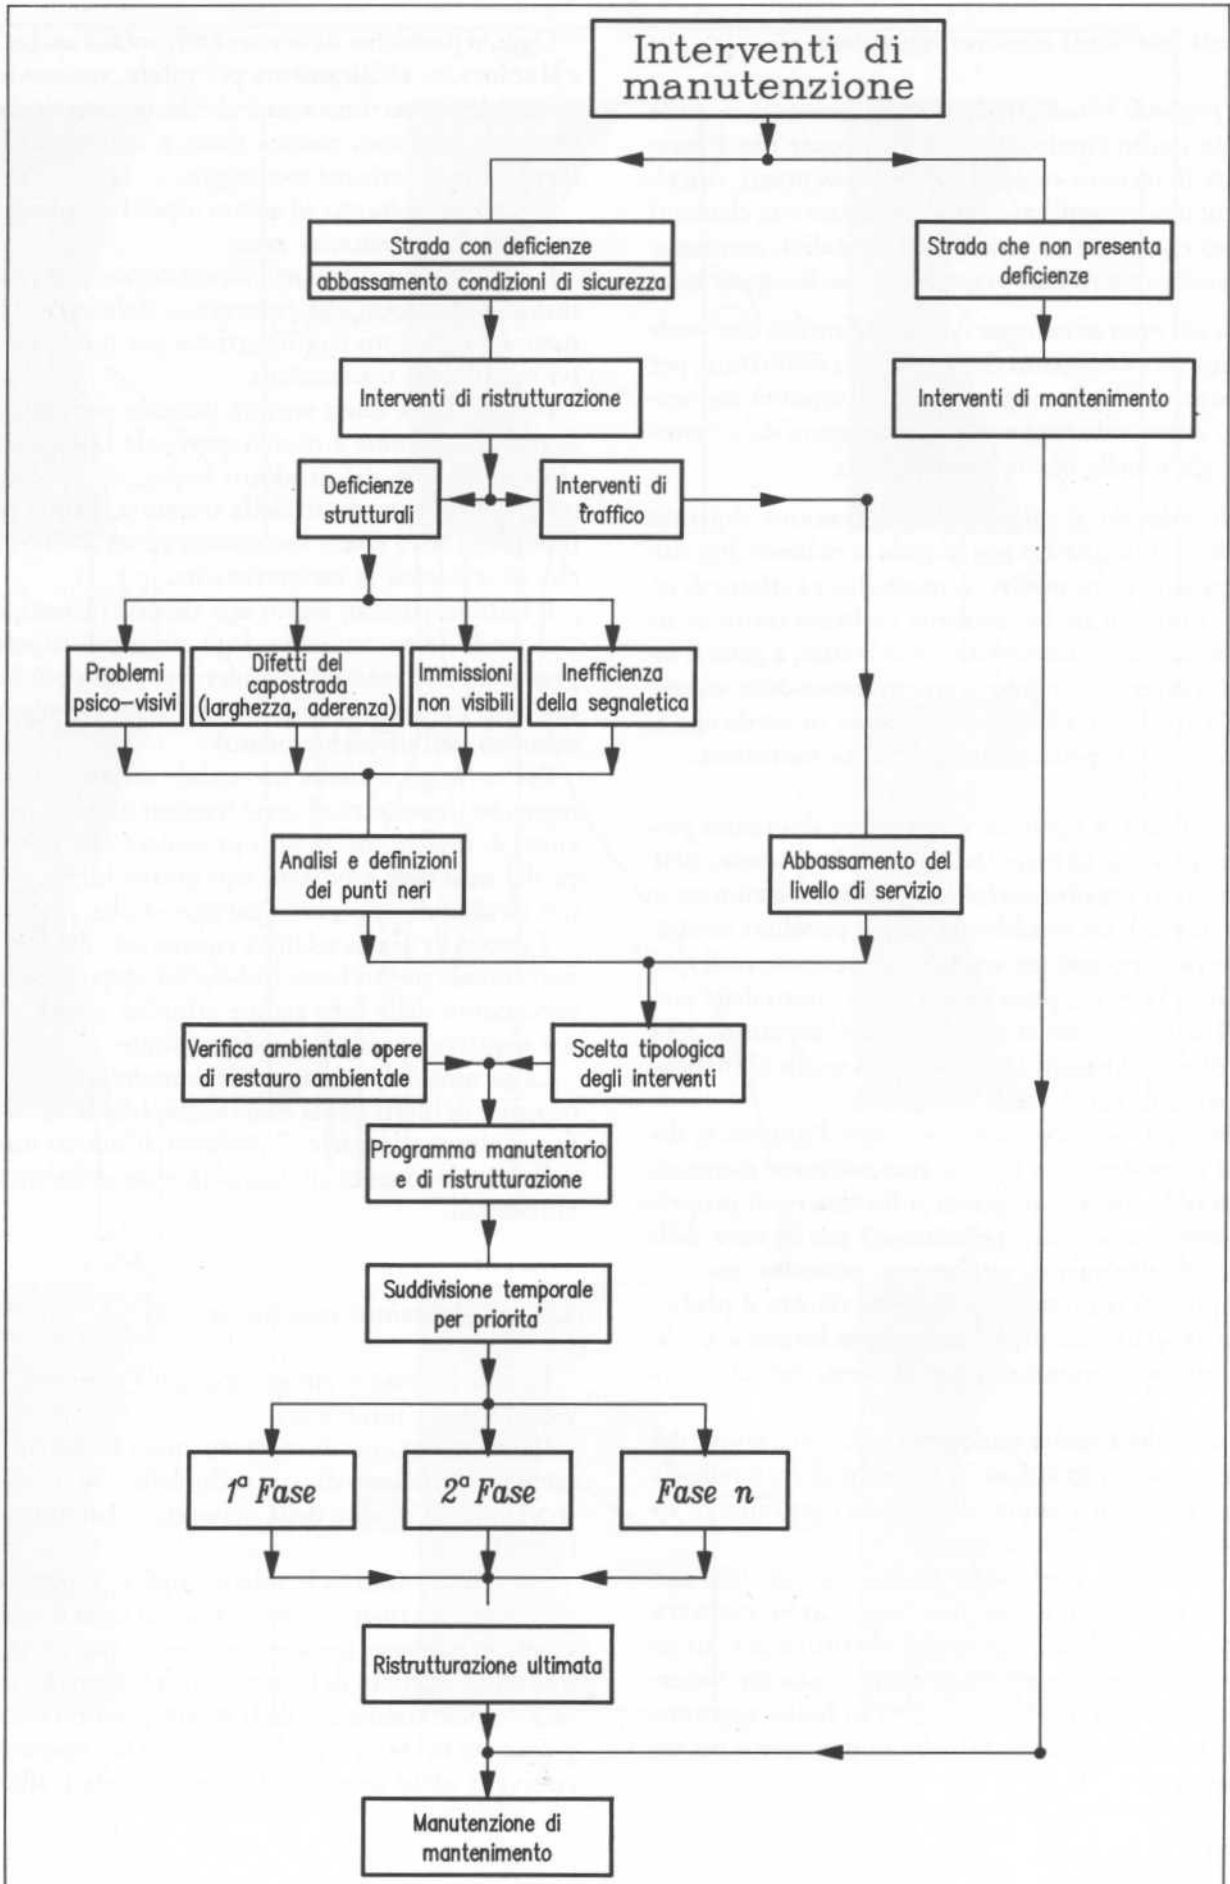 Interventi di
manutenzione
Strada con deficienze
abbassamento condizioni di sicurezza
Strada che non presenta
deficienze
Interventi di ristrutturazione
Interventi di mantenimento
Deficienze
strutturali
Interventi di
traffico
Problemi
psico-visivi
Difetti del
capostrada
(larghezza, aderenza)
Immissioni
non visibili
Inefficienza
della segnaletica
Analisi e definizioni
dei punti neri
Abbassamento del
livello di servizio
Verifica ambientale opere
di restauro ambientale
Scelta tipologica
degli interventi
Programma manutentorio
e di ristrutturazione
Suddivisione temporale
per priorita'
1ª Fase
2ª Fase
Fase n
Ristrutturazione ultimata
Manutenzione di
mantenimento